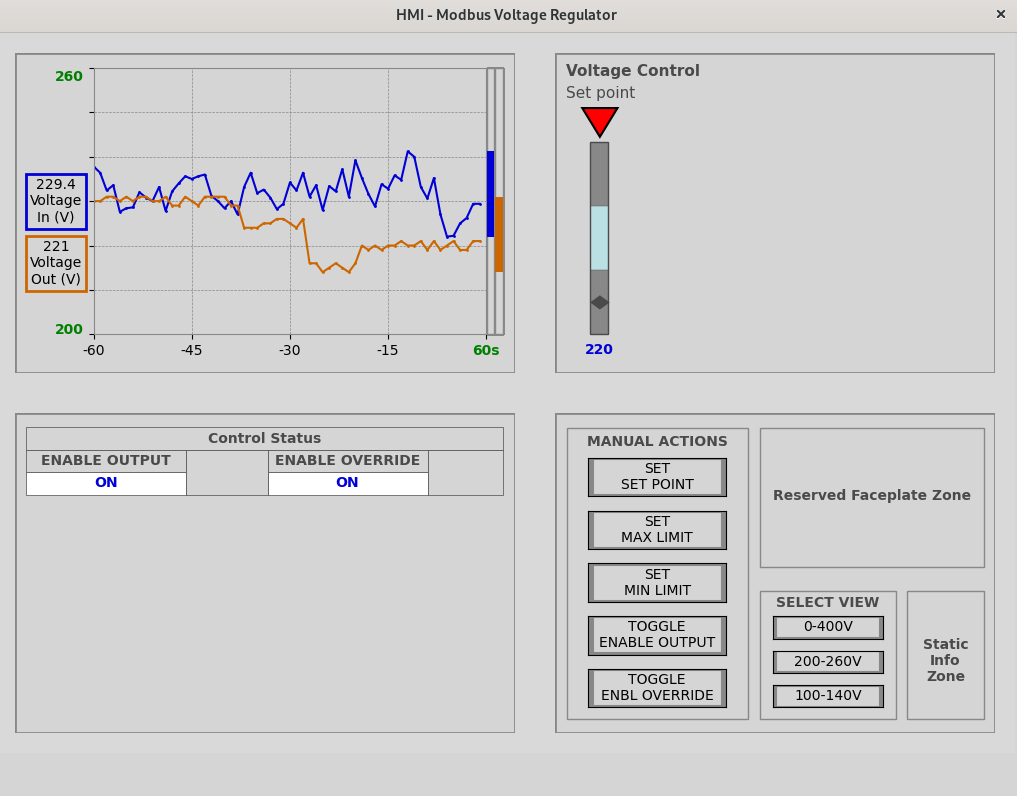 HMI - Modbus Voltage Regulator
×
260
229.4
Voltage
In (V)
221
Voltage
Out (V)
200
-60
-45
-30
-15
60s
Voltage Control
Set point
220
Control Status
ENABLE OUTPUT
ENABLE OVERRIDE
ON
ON
MANUAL ACTIONS
SET
SET POINT
SET
MAX LIMIT
SET
MIN LIMIT
TOGGLE
ENABLE OUTPUT
TOGGLE
ENBL OVERRIDE
Reserved Faceplate Zone
SELECT VIEW
0-400V
200-260V
100-140V
Static
Info
Zone